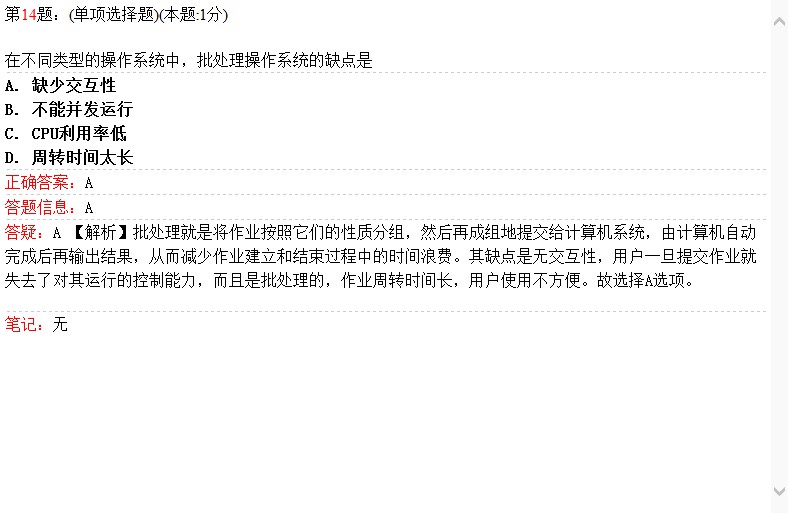 第14题：(单项选择题)(本题:1分)
在不同类型的操作系统中，批处理操作系统的缺点是
A. 缺少交互性
B. 不能并发运行
C. CPU利用率低
D. 周转时间太长
正确答案：A
答题信息：A
答疑：A 【解析】批处理就是将作业按照它们的性质分组，然后再成组地提交给计算机系统，由计算机自动
完成后再输出结果，从而减少作业建立和结束过程中的时间浪费。其缺点是无交互性，用户一旦提交作业就
失去了对其运行的控制能力，而且是批处理的，作业周转时间长，用户使用不方便。故选择A选项。
笔记：无